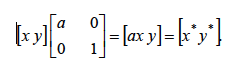 [x y] [a 0 / 0 1] = [ax y] = [x* y*].